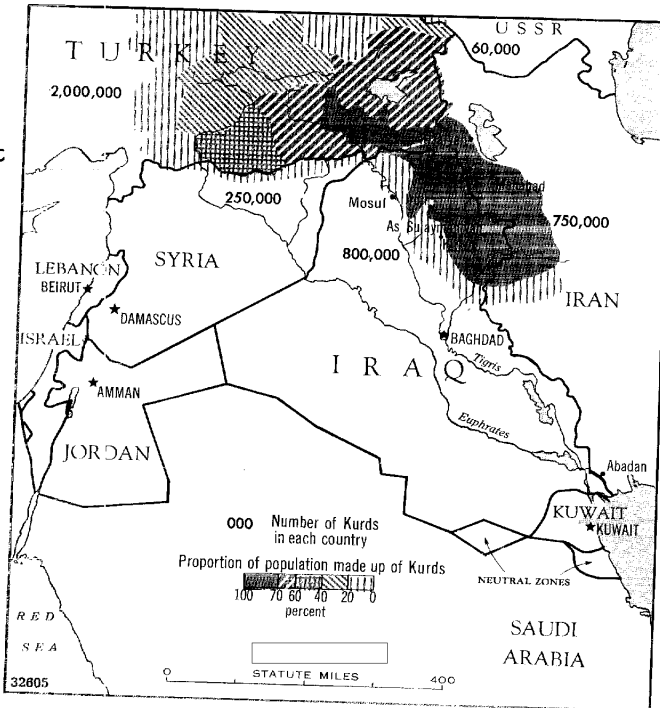 USSR
60,000
TURKEY
2,000,000
250,000
Mosul
As
750,000
800,000
SYRIA
LEBANON
BEIRUT
IRAN
DAMASCUS
ISRAEL
BAGHDAD
Tigris
IRAQ
AMMAN
Euphrates
JORDAN
Abadan
KUWAIT
KUWAIT
000 Number of Kurds
in each country
Proportion of population made up of Kurds
100 70 60 40 20 0
percent
NEUTRAL ZONES
RED
SEA
SAUDI
ARABIA
STATUTE MILES
0 400
32605